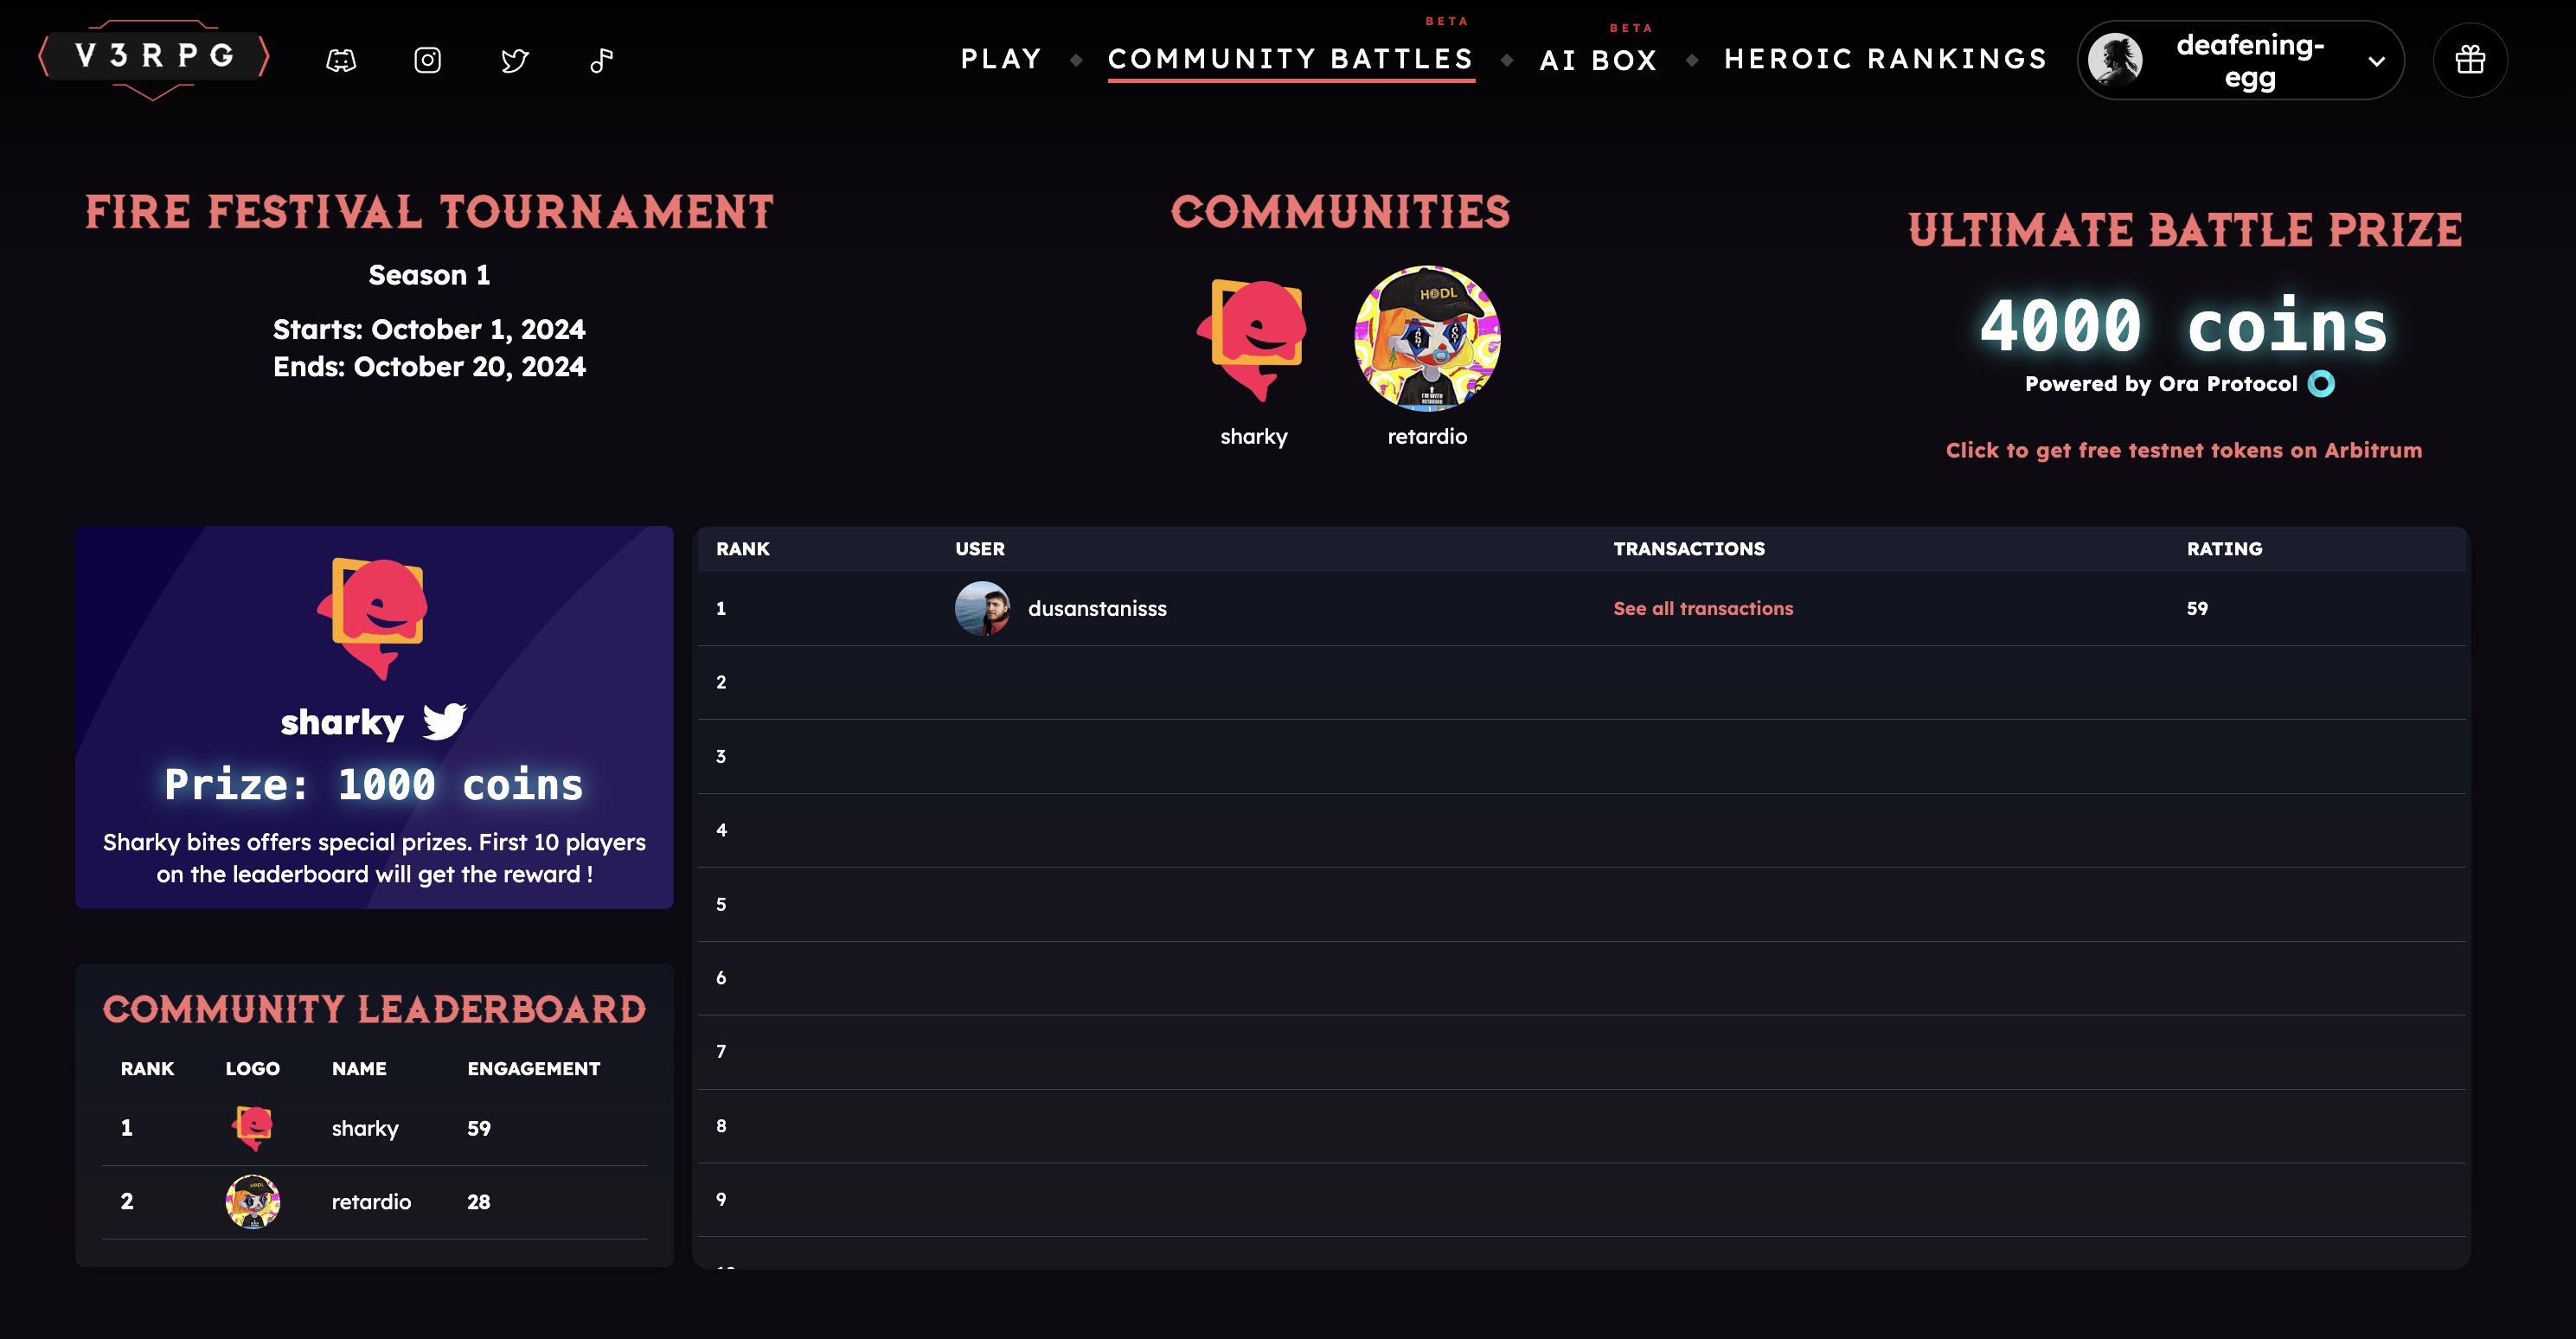 V3RPG
BETA
BETA
PLAY
COMMUNITY BATTLES
AI BOX
HEROIC RANKINGS
deafening-
egg
FIRE FESTIVAL TOURNAMENT
Season 1
Starts: October 1, 2024
Ends: October 20, 2024
COMMUNITIES
HODL
I'M WITH
RETARDIO
sharky
retardio
ULTIMATE BATTLE PRIZE
4000 coins
Powered by Ora Protocol
Click to get free testnet tokens on Arbitrum
sharky
Prize: 1000 coins
Sharky bites offers special prizes. First 10 players
on the leaderboard will get the reward !
COMMUNITY LEADERBOARD
RANK LOGO NAME ENGAGEMENT
1 sharky 59
2 HODL retardio 28
RANK USER TRANSACTIONS RATING
1 dusanstanisss See all transactions 59
2
3
4
5
6
7
8
9